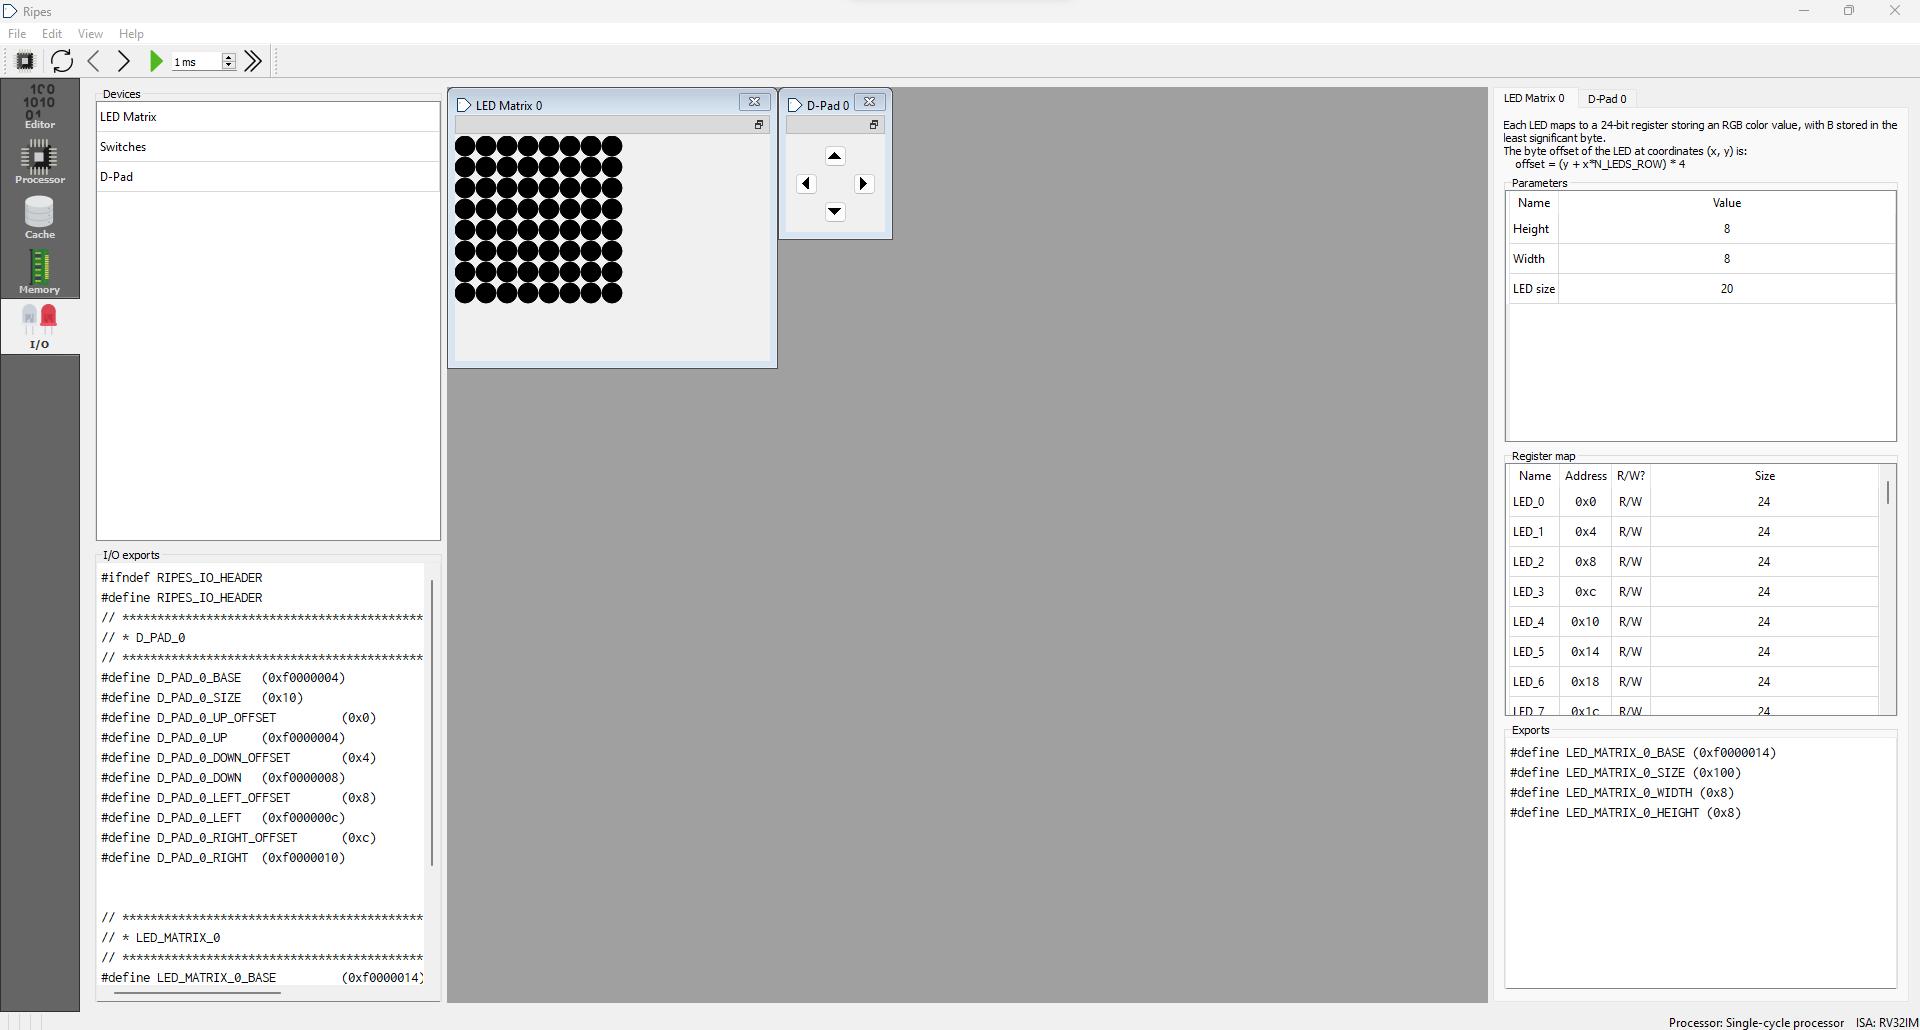 Ripes
File Edit View Help
1 ms
Editor
Processor
Cache
Memory
I/O
Devices
LED Matrix
Switches
D-Pad
I/O exports
#ifndef RIPES_IO_HEADER
#define RIPES_IO_HEADER
// *******************************************
// * D_PAD_0
// *******************************************
#define D_PAD_0_BASE (0xf0000004)
#define D_PAD_0_SIZE (0x10)
#define D_PAD_0_UP_OFFSET (0x0)
#define D_PAD_0_UP (0xf0000004)
#define D_PAD_0_DOWN_OFFSET (0x4)
#define D_PAD_0_DOWN (0xf0000008)
#define D_PAD_0_LEFT_OFFSET (0x8)
#define D_PAD_0_LEFT (0xf000000c)
#define D_PAD_0_RIGHT_OFFSET (0xc)
#define D_PAD_0_RIGHT (0xf0000010)
// *******************************************
// * LED_MATRIX_0
// *******************************************
#define LED_MATRIX_0_BASE (0xf0000014)
LED Matrix 0
D-Pad 0
LED Matrix 0 D-Pad 0
Each LED maps to a 24-bit register storing an RGB color value, with B stored in the
least significant byte.
The byte offset of the LED at coordinates (x, y) is:
offset = (y + x*N_LEDS_ROW) * 4
Parameters
Name Value
Height 8
Width 8
LED size 20
Register map
Name Address R/W? Size
LED_0 0x0 R/W 24
LED_1 0x4 R/W 24
LED_2 0x8 R/W 24
LED_3 0xc R/W 24
LED_4 0x10 R/W 24
LED_5 0x14 R/W 24
LED_6 0x18 R/W 24
LED_7 0x1c R/W 24
Exports
#define LED_MATRIX_0_BASE (0xf0000014)
#define LED_MATRIX_0_SIZE (0x100)
#define LED_MATRIX_0_WIDTH (0x8)
#define LED_MATRIX_0_HEIGHT (0x8)
Processor: Single-cycle processor ISA: RV32IM